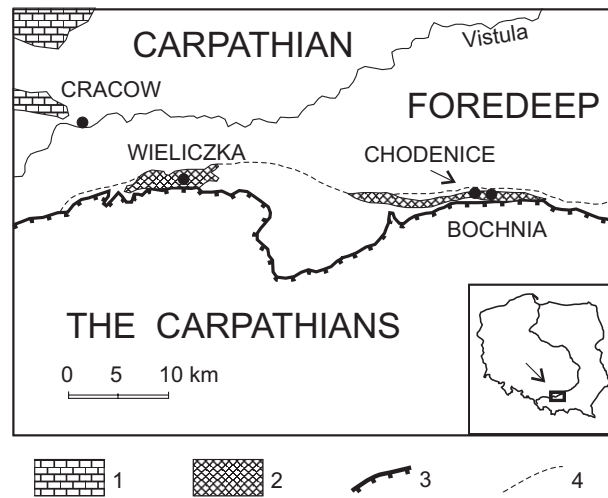 CARPATHIAN
Vistula
CRACOW
FOREDEEP
WIELICZKA
CHODENICE
BOCHNIA
THE CARPATHIANS
0 5 10 km
1 2 3 4